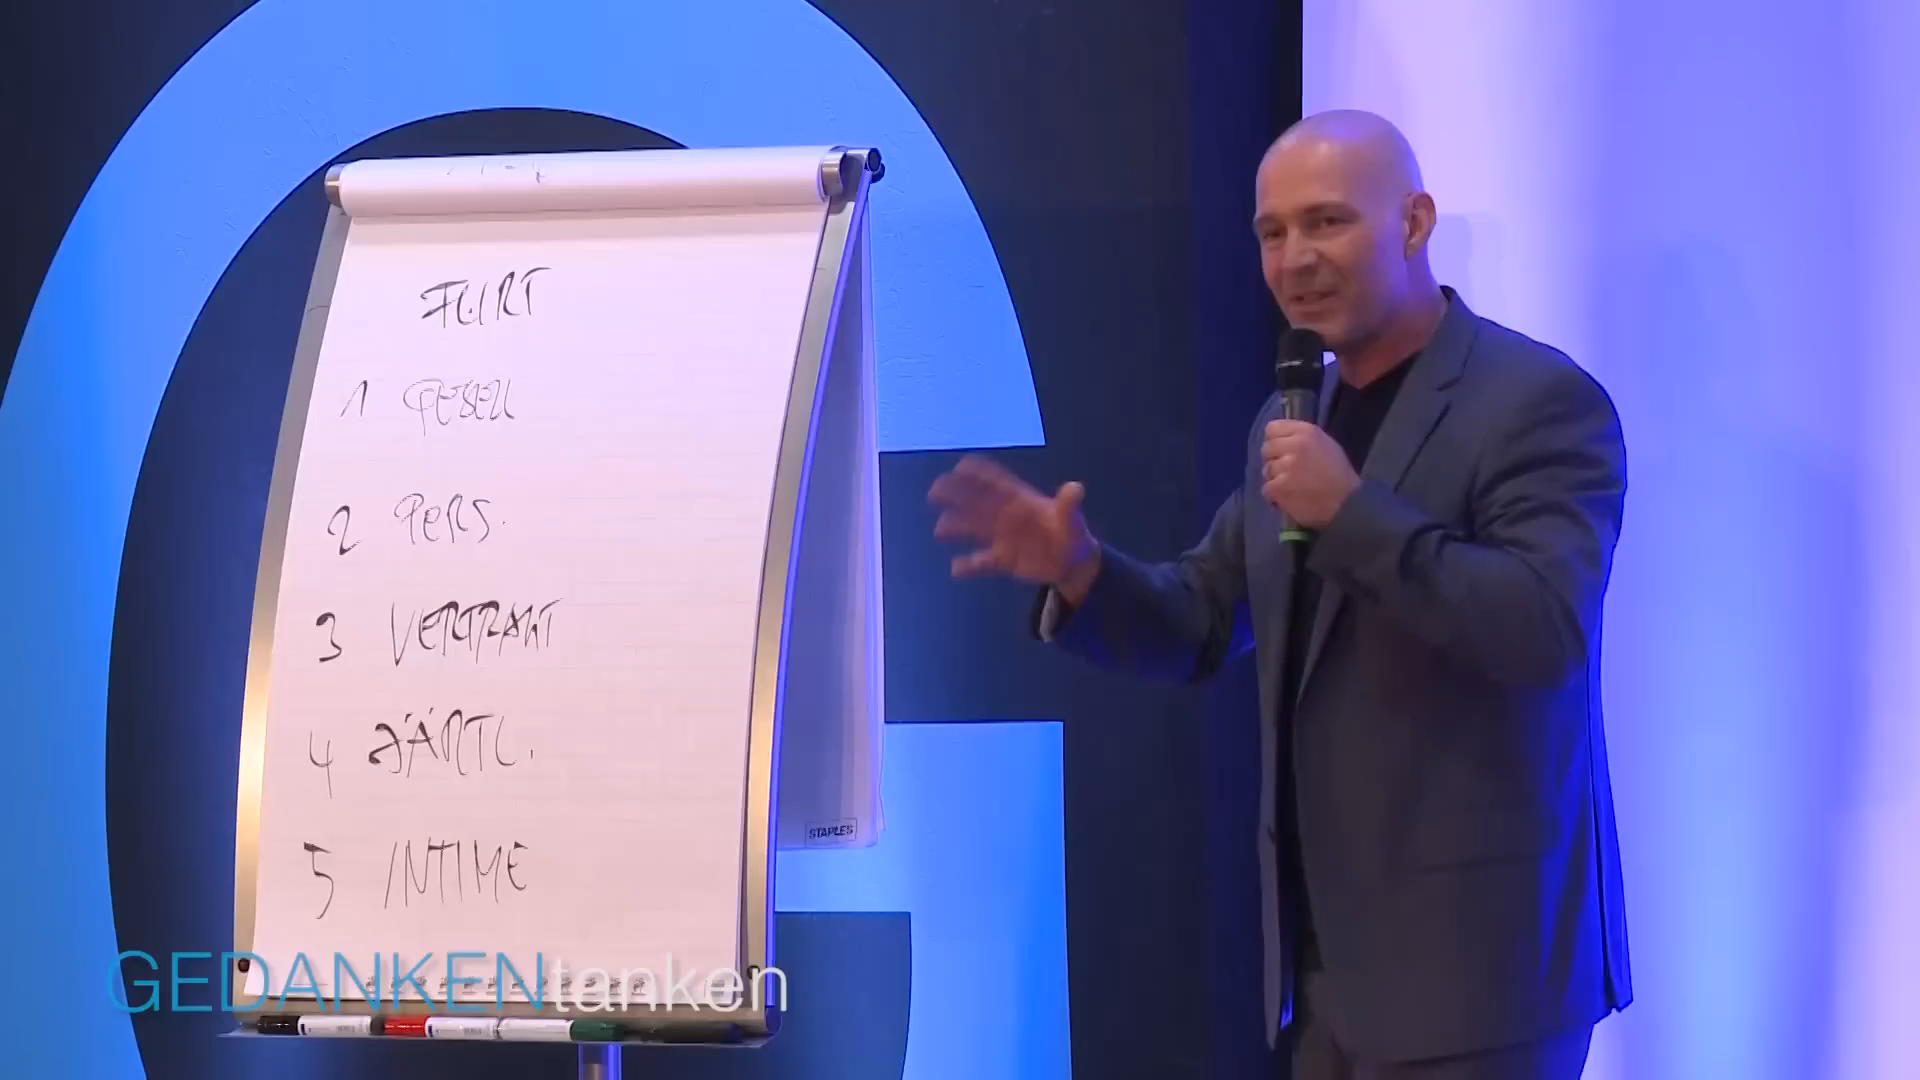 FLIRT
1 GESELL
2 PERS.
3 VERTRAUT
4 ZÄRTL.
5 INTIME
STAPLES
GEDANKENtanken